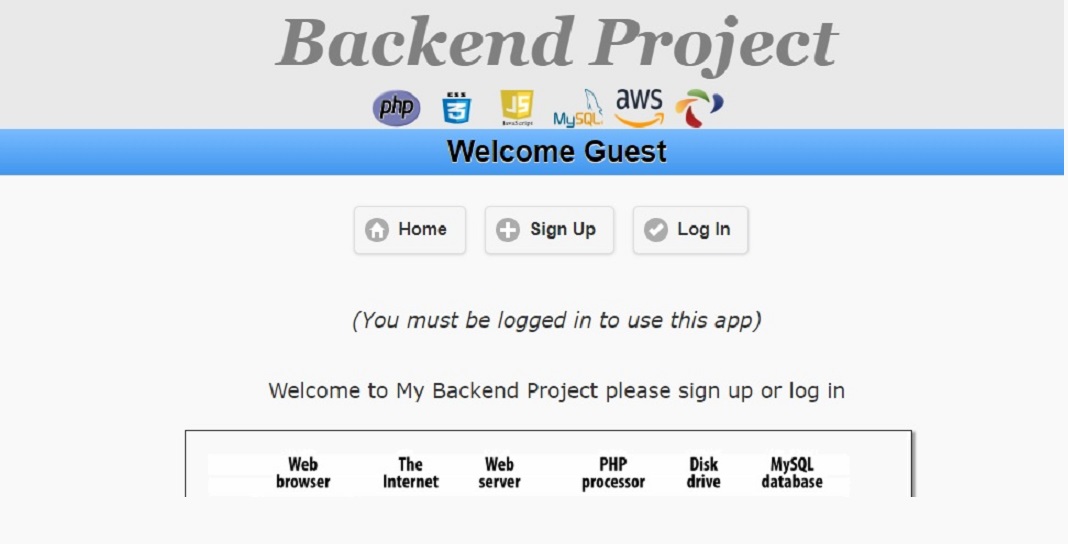 Backend Project
php CSS 3 JS JavaScript MySQL aws
Welcome Guest
Home Sign Up Log In
(You must be logged in to use this app)
Welcome to My Backend Project please sign up or log in
Web The Web PHP Disk MySQL
browser Internet server processor drive database